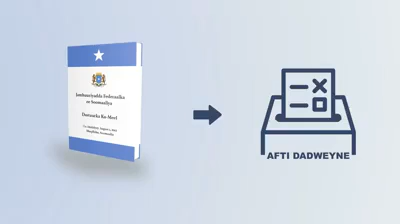 Jamhuuriyadda Federaalka
ee Soomaaliya
Dastuurka Ku-Meel
AFTI DADWEYNE